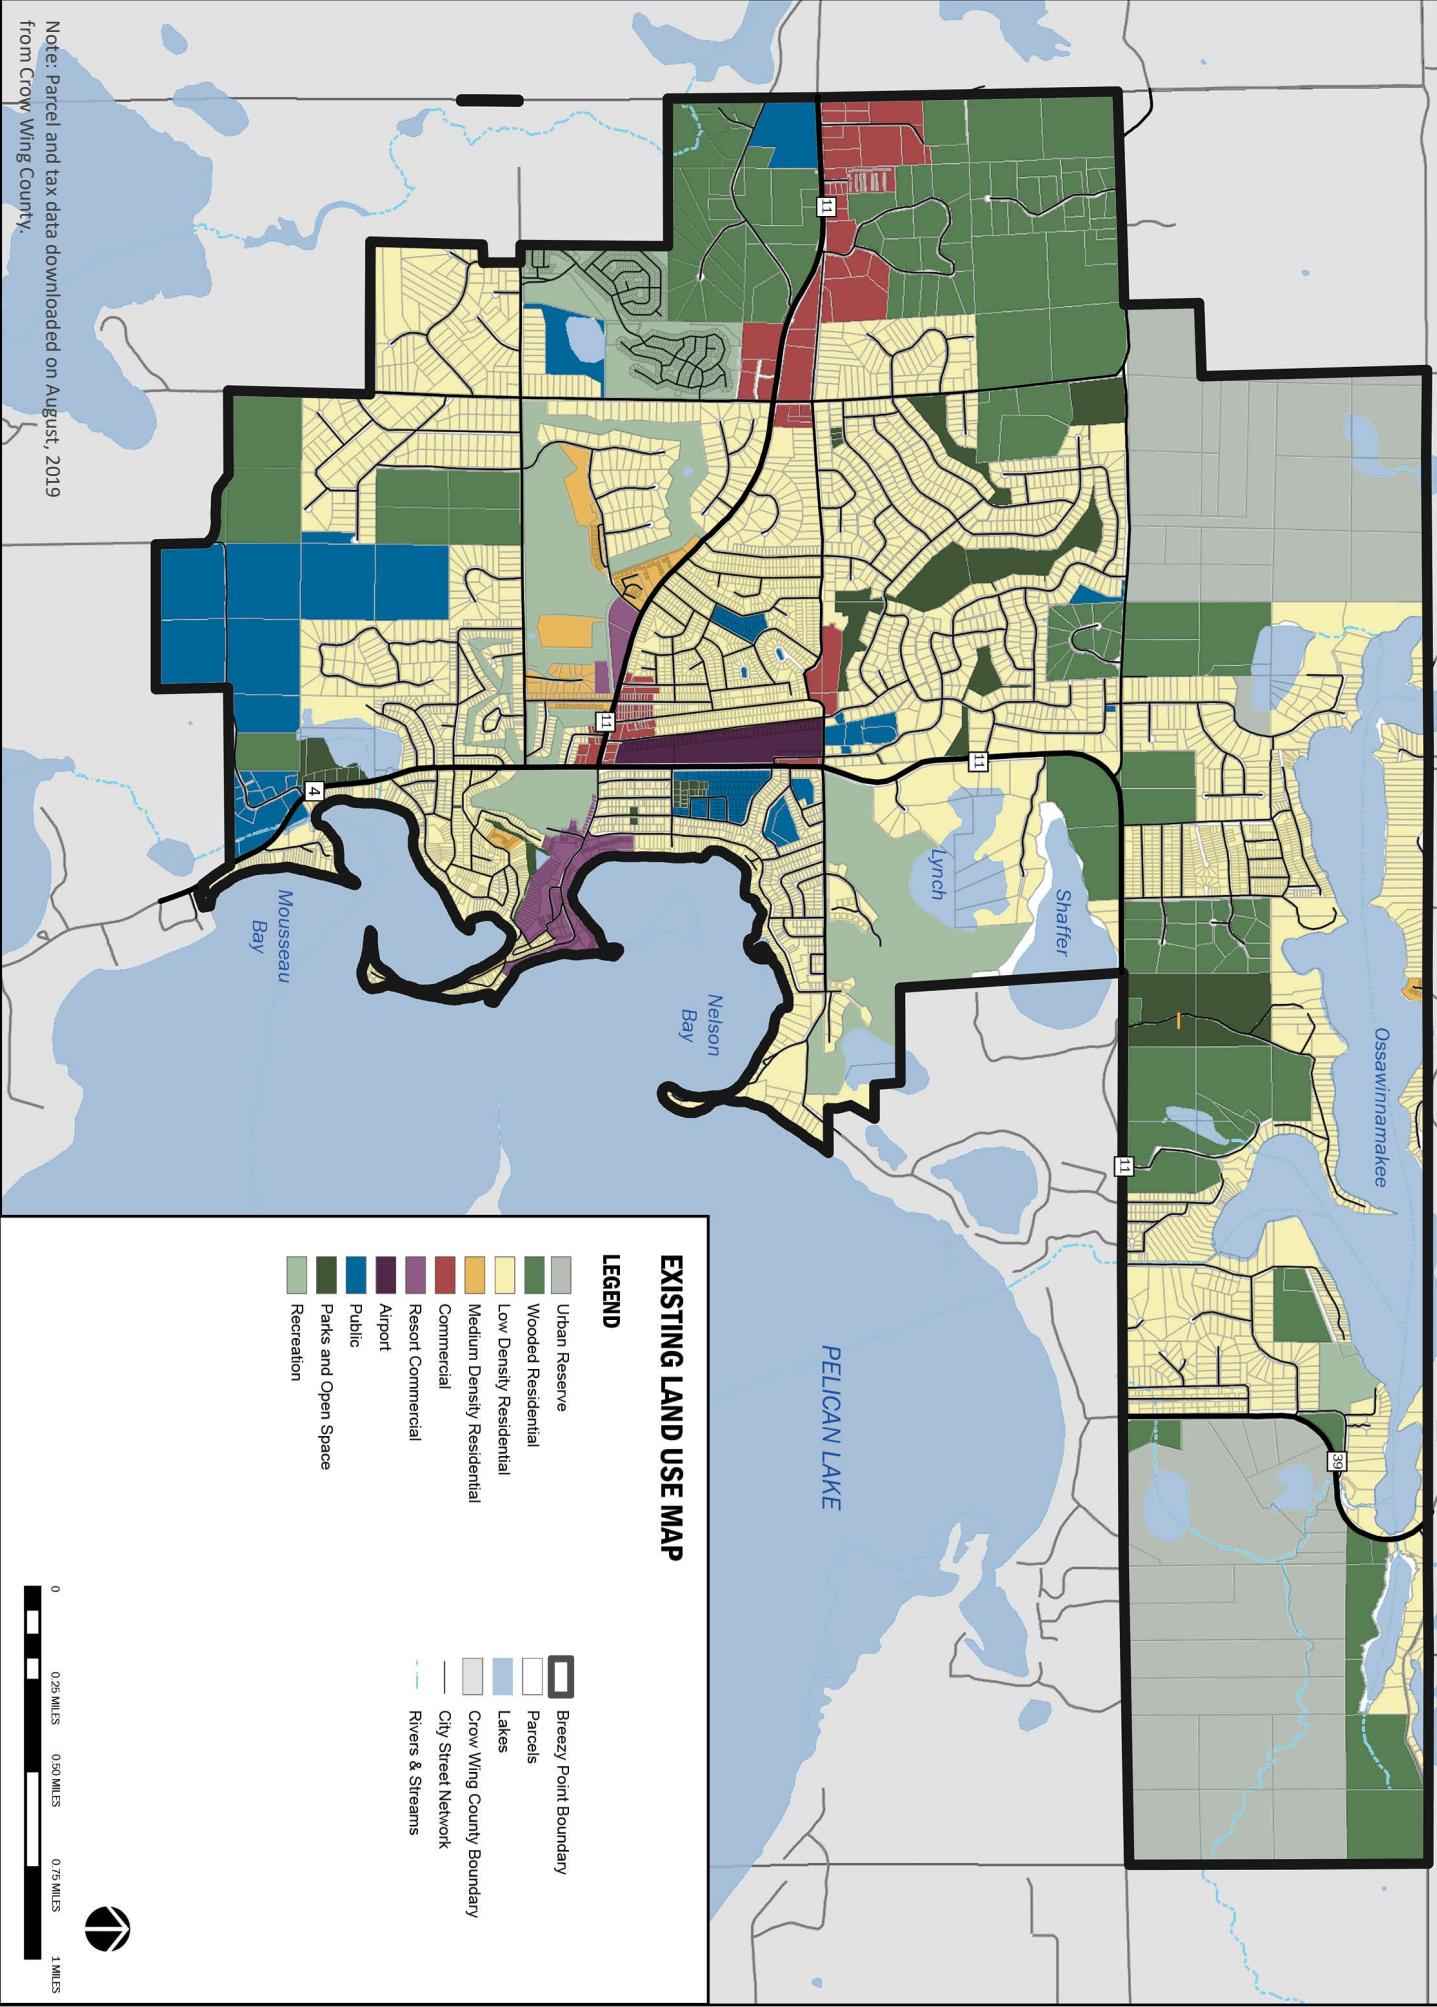 Ossawinnamakee
39
11
Shaffer
Lynch
11
11
11
4
Nelson
Bay
Mousseau
Bay
PELICAN LAKE
EXISTING LAND USE MAP
LEGEND
Urban Reserve
Wooded Residential
Low Density Residential
Medium Density Residential
Commercial
Resort Commercial
Airport
Public
Parks and Open Space
Recreation
Breezy Point Boundary
Parcels
Lakes
Crow Wing County Boundary
City Street Network
Rivers & Streams
0 0.25 MILES 0.50 MILES 0.75 MILES 1 MILES
Note: Parcel and tax data downloaded on August, 2019
from Crow Wing County.